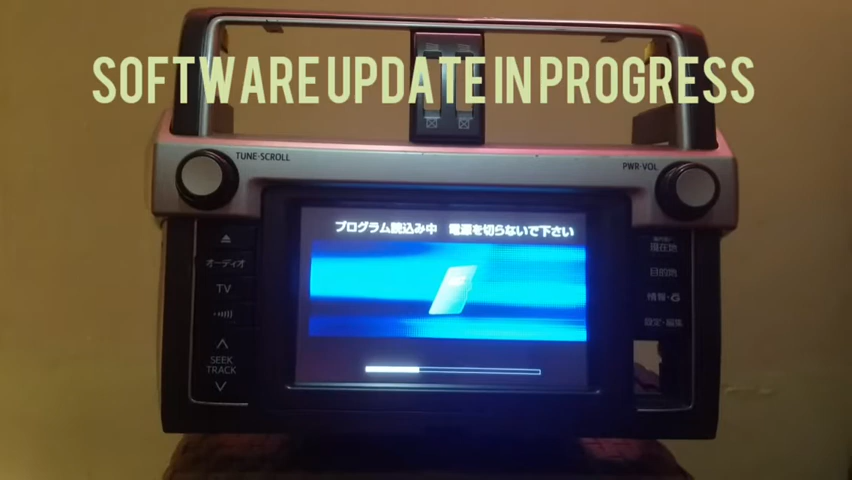 SOFTWARE UPDATE IN PROGRESS
TUNE·SCROLL
PWR·VOL
プログラム読込み中 電源を切らないで下さい
オーディオ
TV
SEEK
TRACK
現在地
目的地
情報·
設定·編集